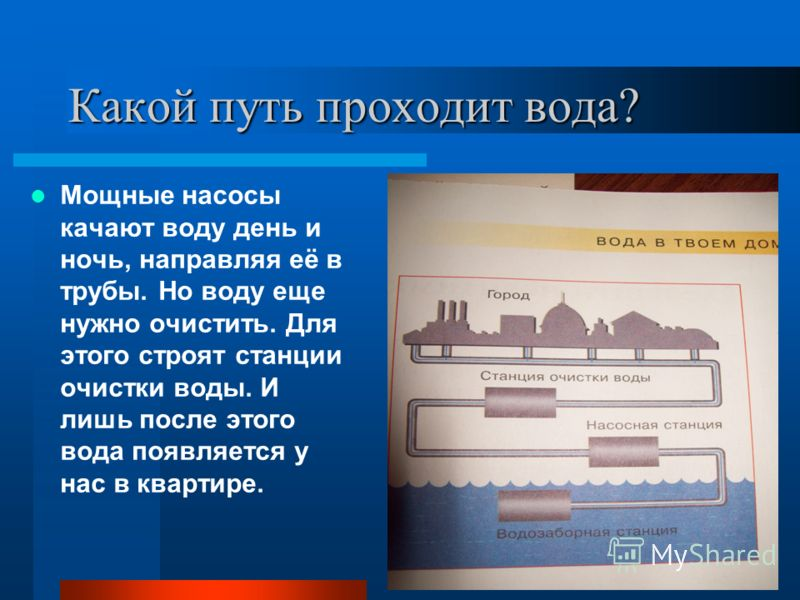 Какой путь проходит вода?
Мощные насосы
качают воду день и
ночь, направляя её в
трубы. Но воду еще
нужно очистить. Для
этого строят станции
очистки воды. И
лишь после этого
вода появляется у
нас в квартире.
ВОДА В ТВОЕМ ДОМ
Город
Станция очистки воды
Насосная станция
Водозаборная станция
MyShared